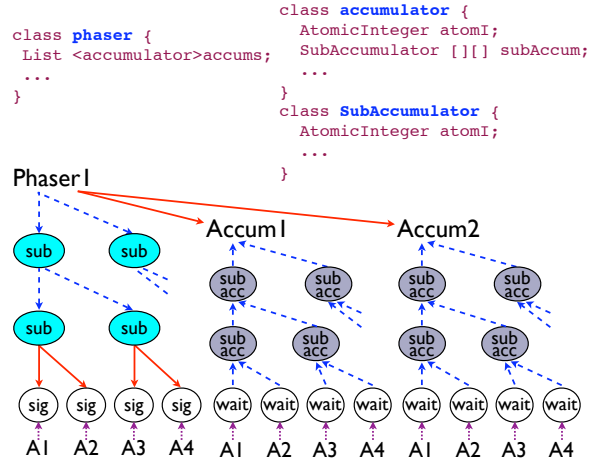 class phaser {
List <accumulator>accums;
...
}
class accumulator {
AtomicInteger atomI;
SubAccumulator [][] subAccum;
...
}
class SubAccumulator {
AtomicInteger atomI;
...
}
Phaser1
Accum1
Accum2
sub
sub
sub
acc
sub
acc
sub
acc
sub
acc
sub
sub
sub
acc
sub
acc
sub
acc
sub
acc
sig
sig
sig
sig
wait
wait
wait
wait
wait
wait
wait
wait
A1
A2
A3
A4
A1
A2
A3
A4
A1
A2
A3
A4